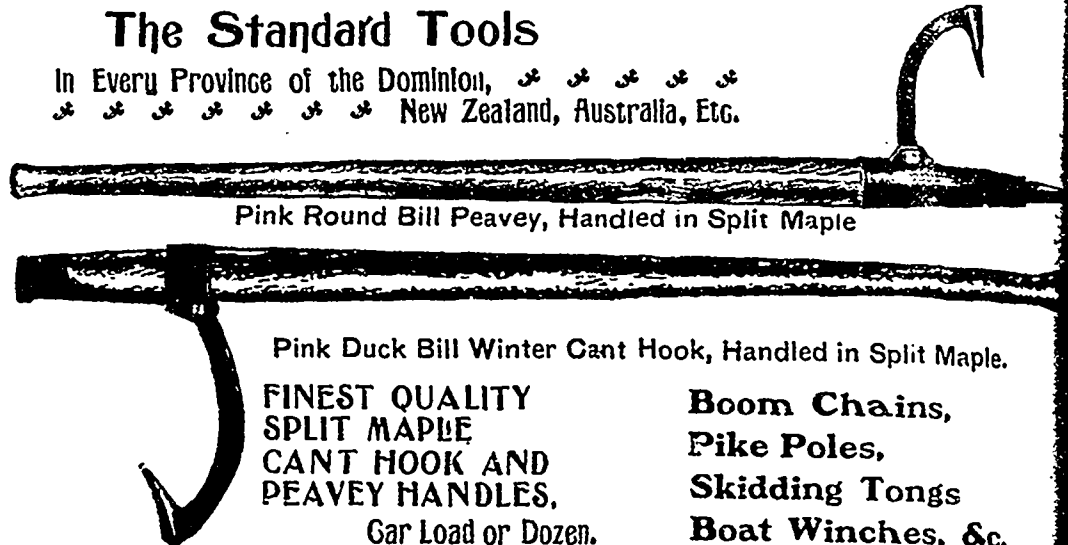 The Standard Tools
In Every Province of the Dominion,
New Zealand, Australia, Etc.
Pink Round Bill Peavey, Handled in Split Maple
Pink Duck Bill Winter Cant Hook, Handled in Split Maple.
FINEST QUALITY
SPLIT MAPLE
CANT HOOK AND
PEAVEY HANDLES,
Car Load or Dozen.
Boom Chains,
Pike Poles,
Skidding Tongs
Boat Winches, &c.